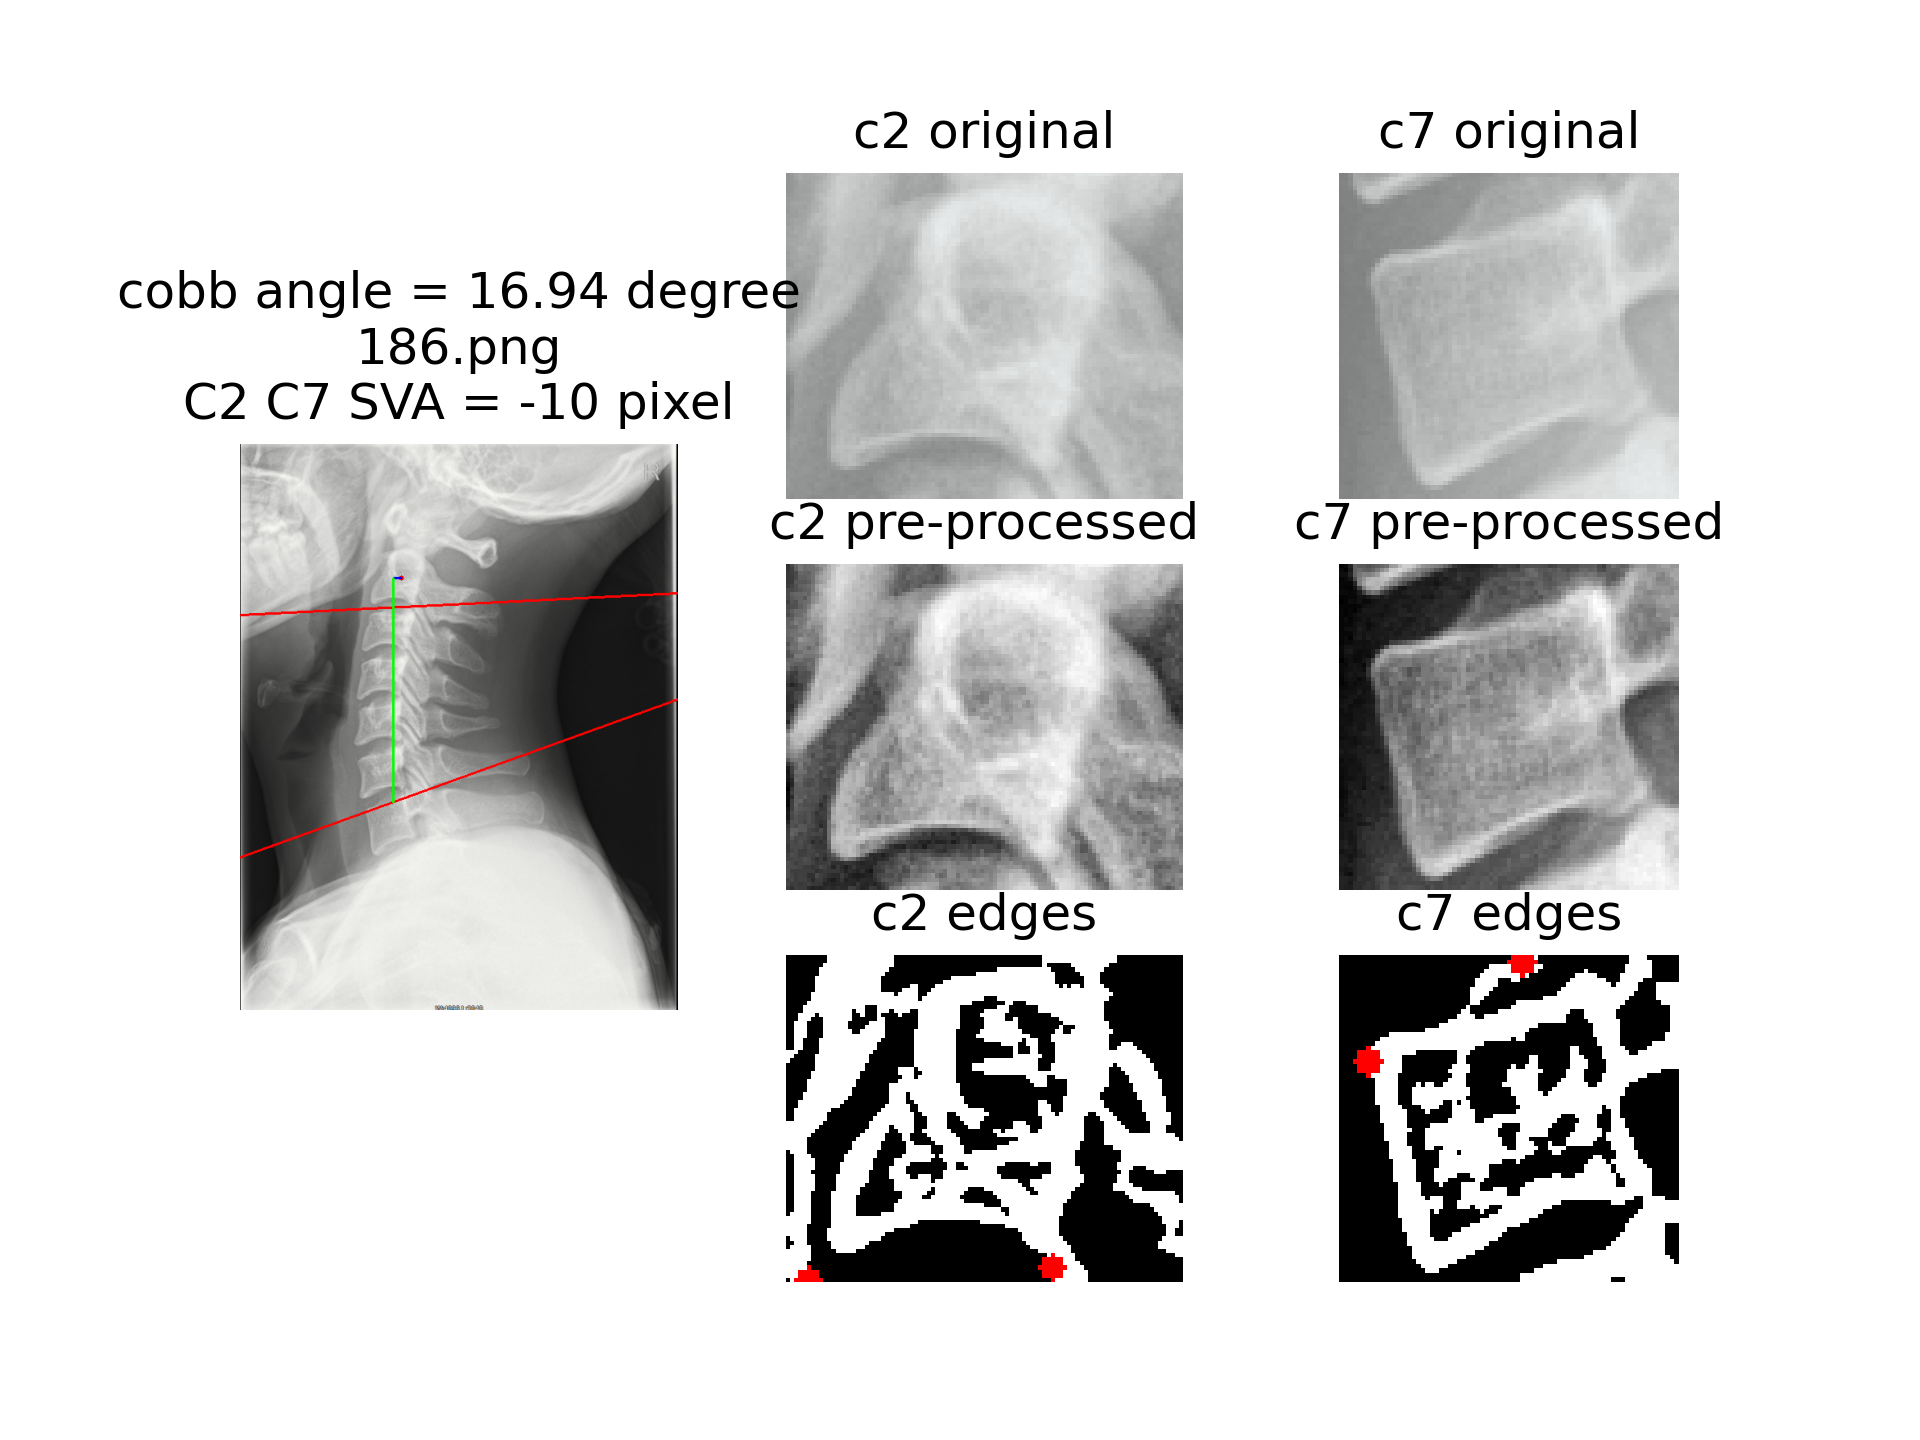 cobb angle = 16.94 degree
186.png
C2 C7 SVA = -10 pixel
R
c2 original
c7 original
c2 pre-processed
c7 pre-processed
c2 edges
c7 edges